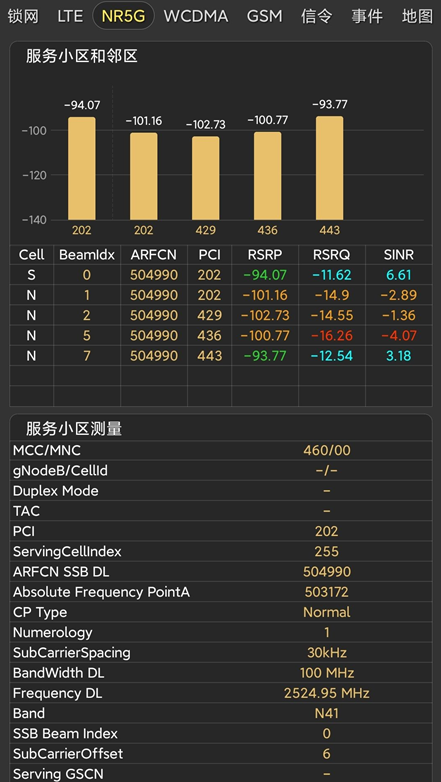 锁网 LTE NR5G WCDMA GSM 信令 事件 地图
服务小区和邻区
-94.07 -101.16 -102.73 -100.77 -93.77
-100
-120
-140
202 202 429 436 443
Cell BeamIdx ARFCN PCI RSRP RSRQ SINR
S 0 504990 202 -94.07 -11.62 6.61
N 1 504990 202 -101.16 -14.9 -2.89
N 2 504990 429 -102.73 -14.55 -1.36
N 5 504990 436 -100.77 -16.26 -4.07
N 7 504990 443 -93.77 -12.54 3.18
服务小区测量
MCC/MNC 460/00
gNodeB/CellId -/-
Duplex Mode -
TAC -
PCI 202
ServingCellIndex 255
ARFCN SSB DL 504990
Absolute Frequency PointA 503172
CP Type Normal
Numerology 1
SubCarrierSpacing 30kHz
BandWidth DL 100 MHz
Frequency DL 2524.95 MHz
Band N41
SSB Beam Index 0
SubCarrierOffset 6
Serving GSCN -